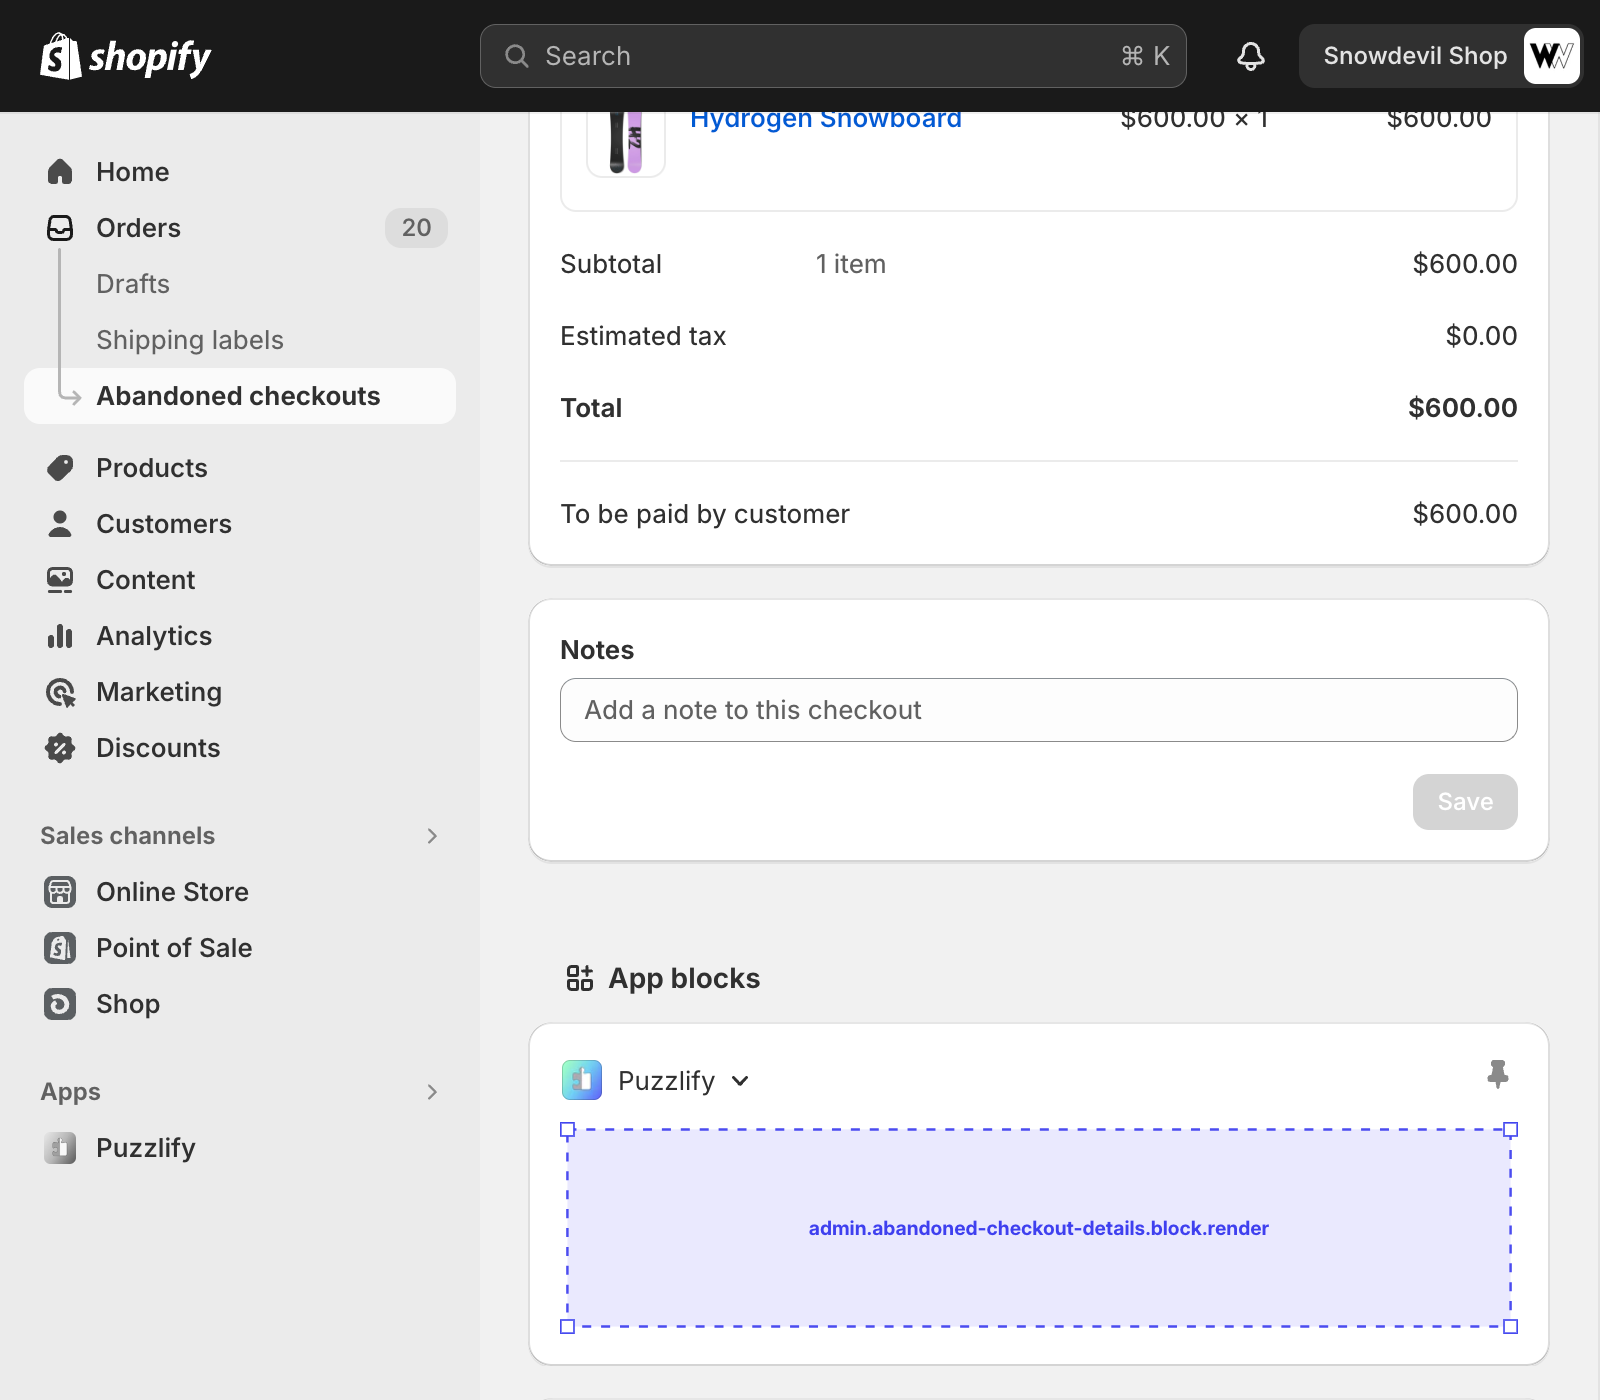 shopify
Search
⌘ K
Snowdevil Shop
Home
Orders 20
Drafts
Shipping labels
Abandoned checkouts
Products
Customers
Content
Analytics
Marketing
Discounts
Sales channels
Online Store
Point of Sale
Shop
Apps
Puzzlify
Hydrogen Snowboard $600.00 × 1 $600.00
Subtotal 1 item $600.00
Estimated tax $0.00
Total $600.00
To be paid by customer $600.00
Notes
Add a note to this checkout
Save
App blocks
Puzzlify
admin.abandoned-checkout-details.block.render